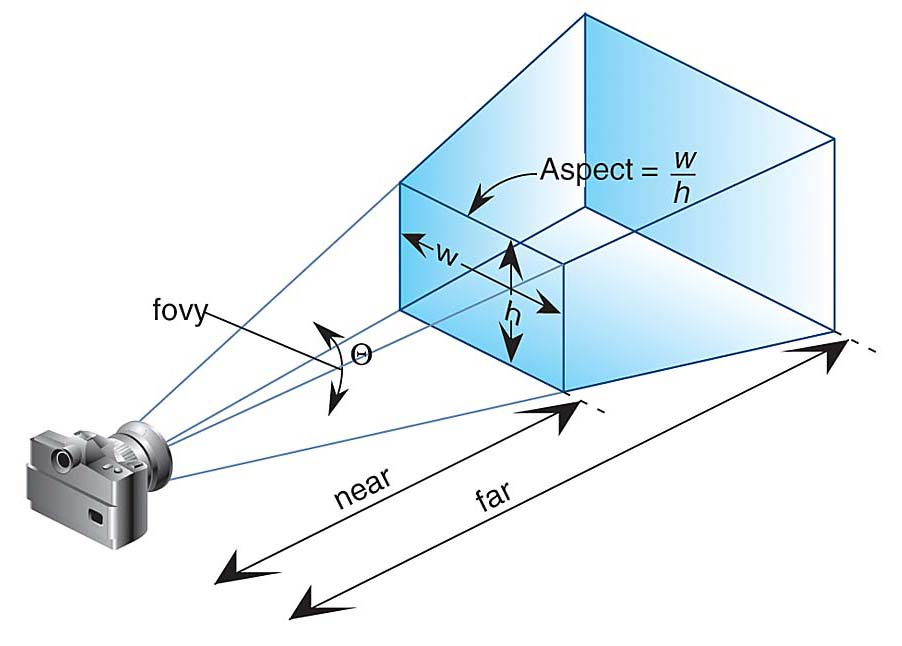 Aspect = w/h
w
h
fovy
Θ
near
far